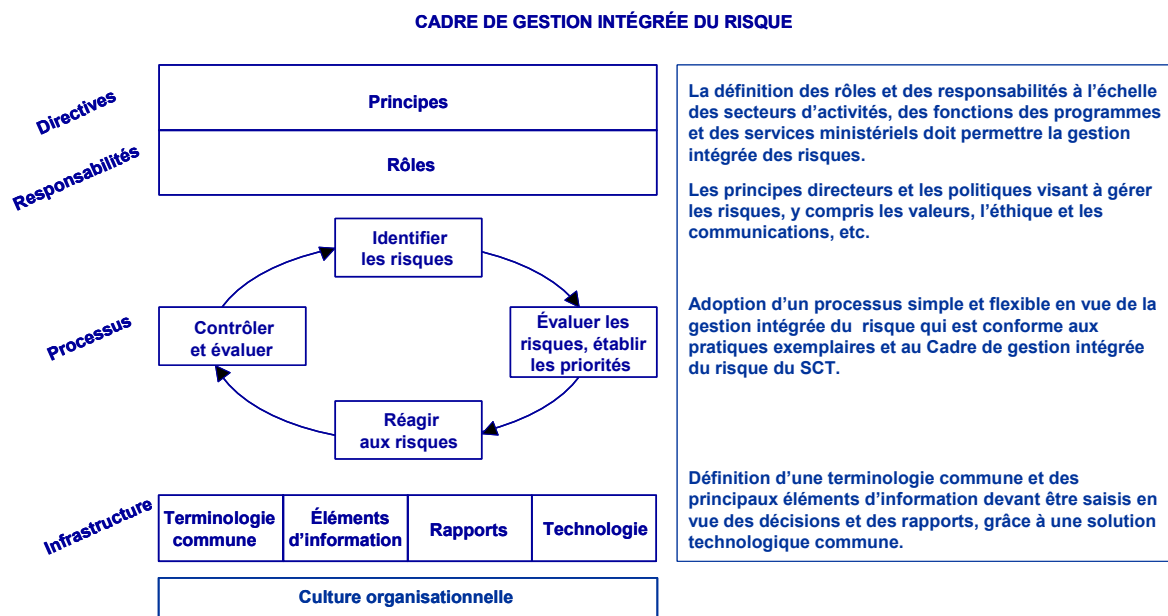 CADRE DE GESTION INTÉGRÉE DU RISQUE
Directives
Principes
Responsabilités
Rôles
Processus
Identifier
les risques
Évaluer les
risques, établir
les priorités
Réagir
aux risques
Contrôler
et évaluer
Infrastructure
Terminologie
commune
Éléments
d’information
Rapports
Technologie
Culture organisationnelle
La définition des rôles et des responsabilités à l’échelle
des secteurs d’activités, des fonctions des programmes
et des services ministériels doit permettre la gestion
intégrée des risques.
Les principes directeurs et les politiques visant à gérer
les risques, y compris les valeurs, l’éthique et les
communications, etc.
Adoption d’un processus simple et flexible en vue de la
gestion intégrée du risque qui est conforme aux
pratiques exemplaires et au Cadre de gestion intégrée
du risque du SCT.
Définition d’une terminologie commune et des
principaux éléments d’information devant être saisis en
vue des décisions et des rapports, grâce à une solution
technologique commune.